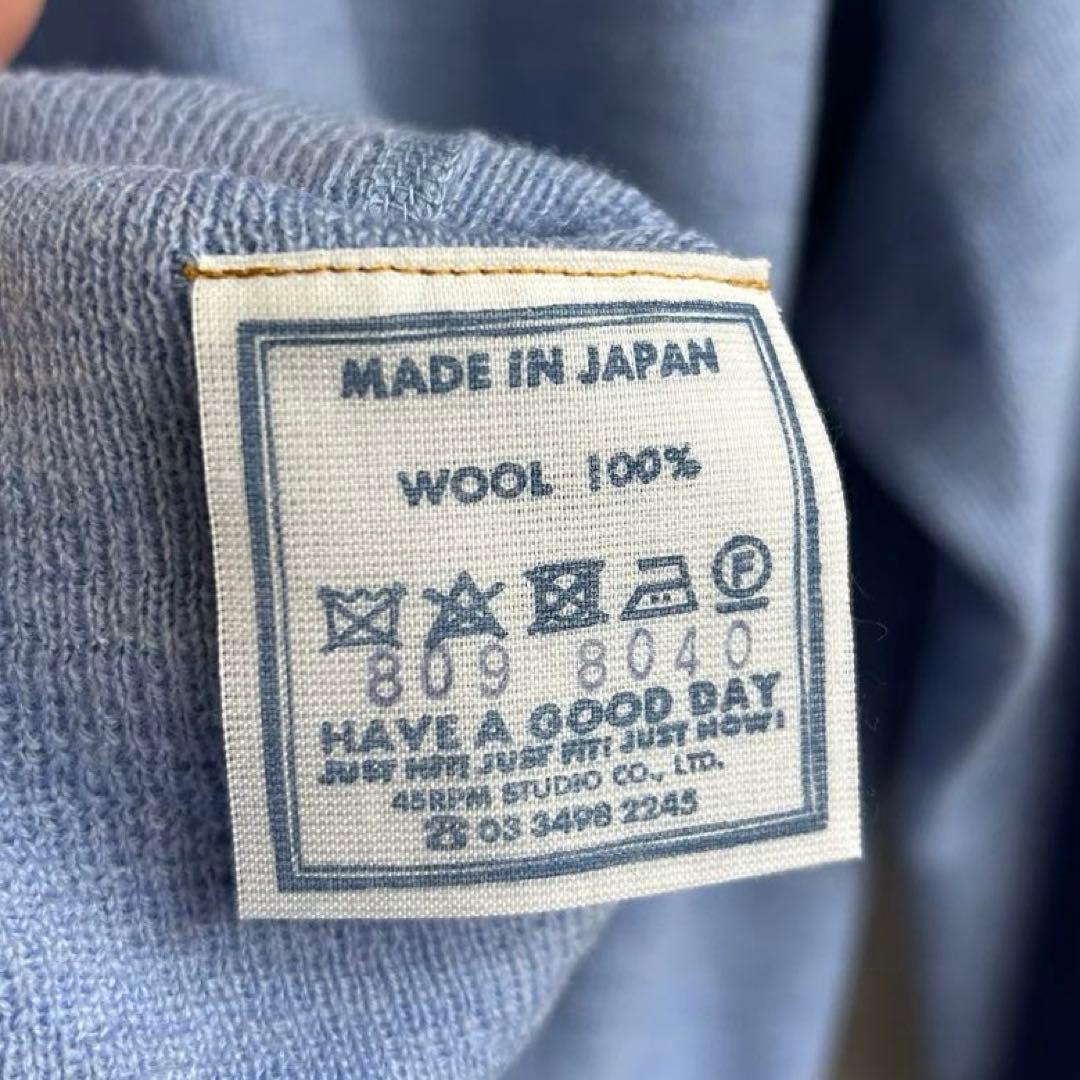 MADE IN JAPAN
WOOL 100%
F
809 8040
HAVE A GOOD DAY
JUST HIT! JUST FIT! JUST NOW!
45RPM STUDIO CO., LTD.
☎ 03 3498 2245